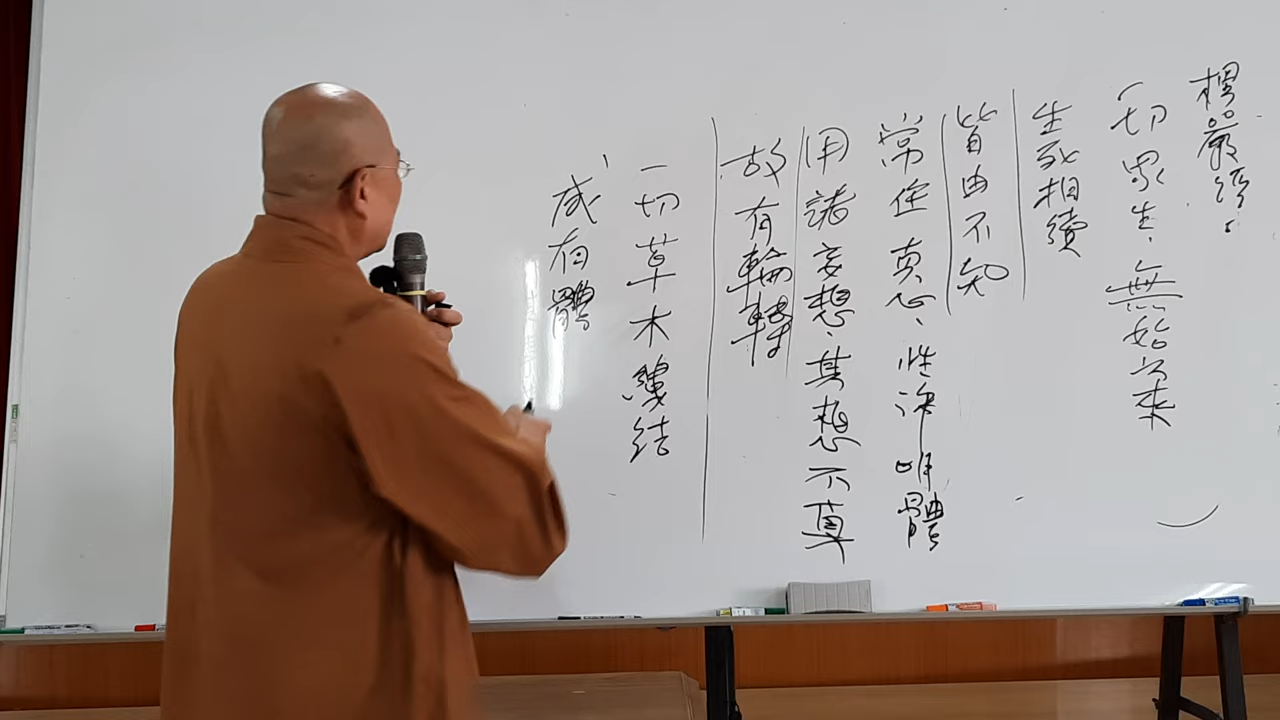 楞嚴經：
一切眾生、無始以來
生死相續
皆由不知
常住真心、性淨明體
用諸妄想、其想不真
故有輪轉
一切草木縷結
咸有體